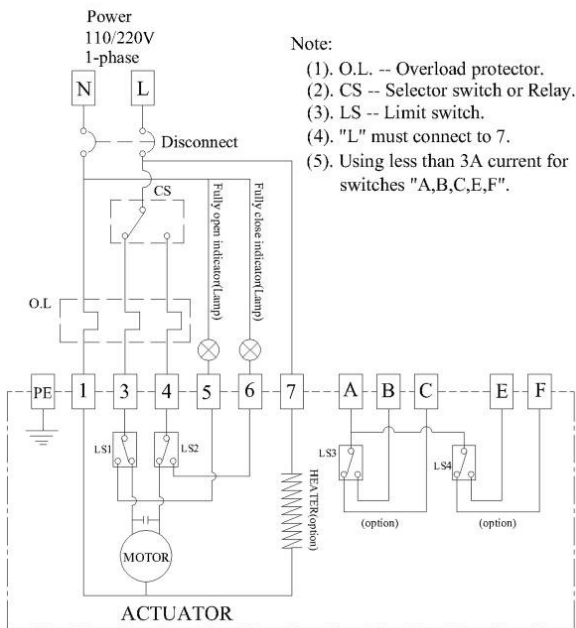 Power
110/220V
1-phase
N L
Disconnect
CS
Fully open indicator(Lamp)
Fully close indicator(Lamp)
O.L
Note:
(1). O.L. -- Overload protector.
(2). CS -- Selector switch or Relay.
(3). LS -- Limit switch.
(4). "L" must connect to 7.
(5). Using less than 3A current for
switches "A,B,C,E,F".
PE 1 3 4 5 6 7 A B C E F
LS1 LS2 LS3 LS4
HEATER(option)
(option) (option)
MOTOR
ACTUATOR